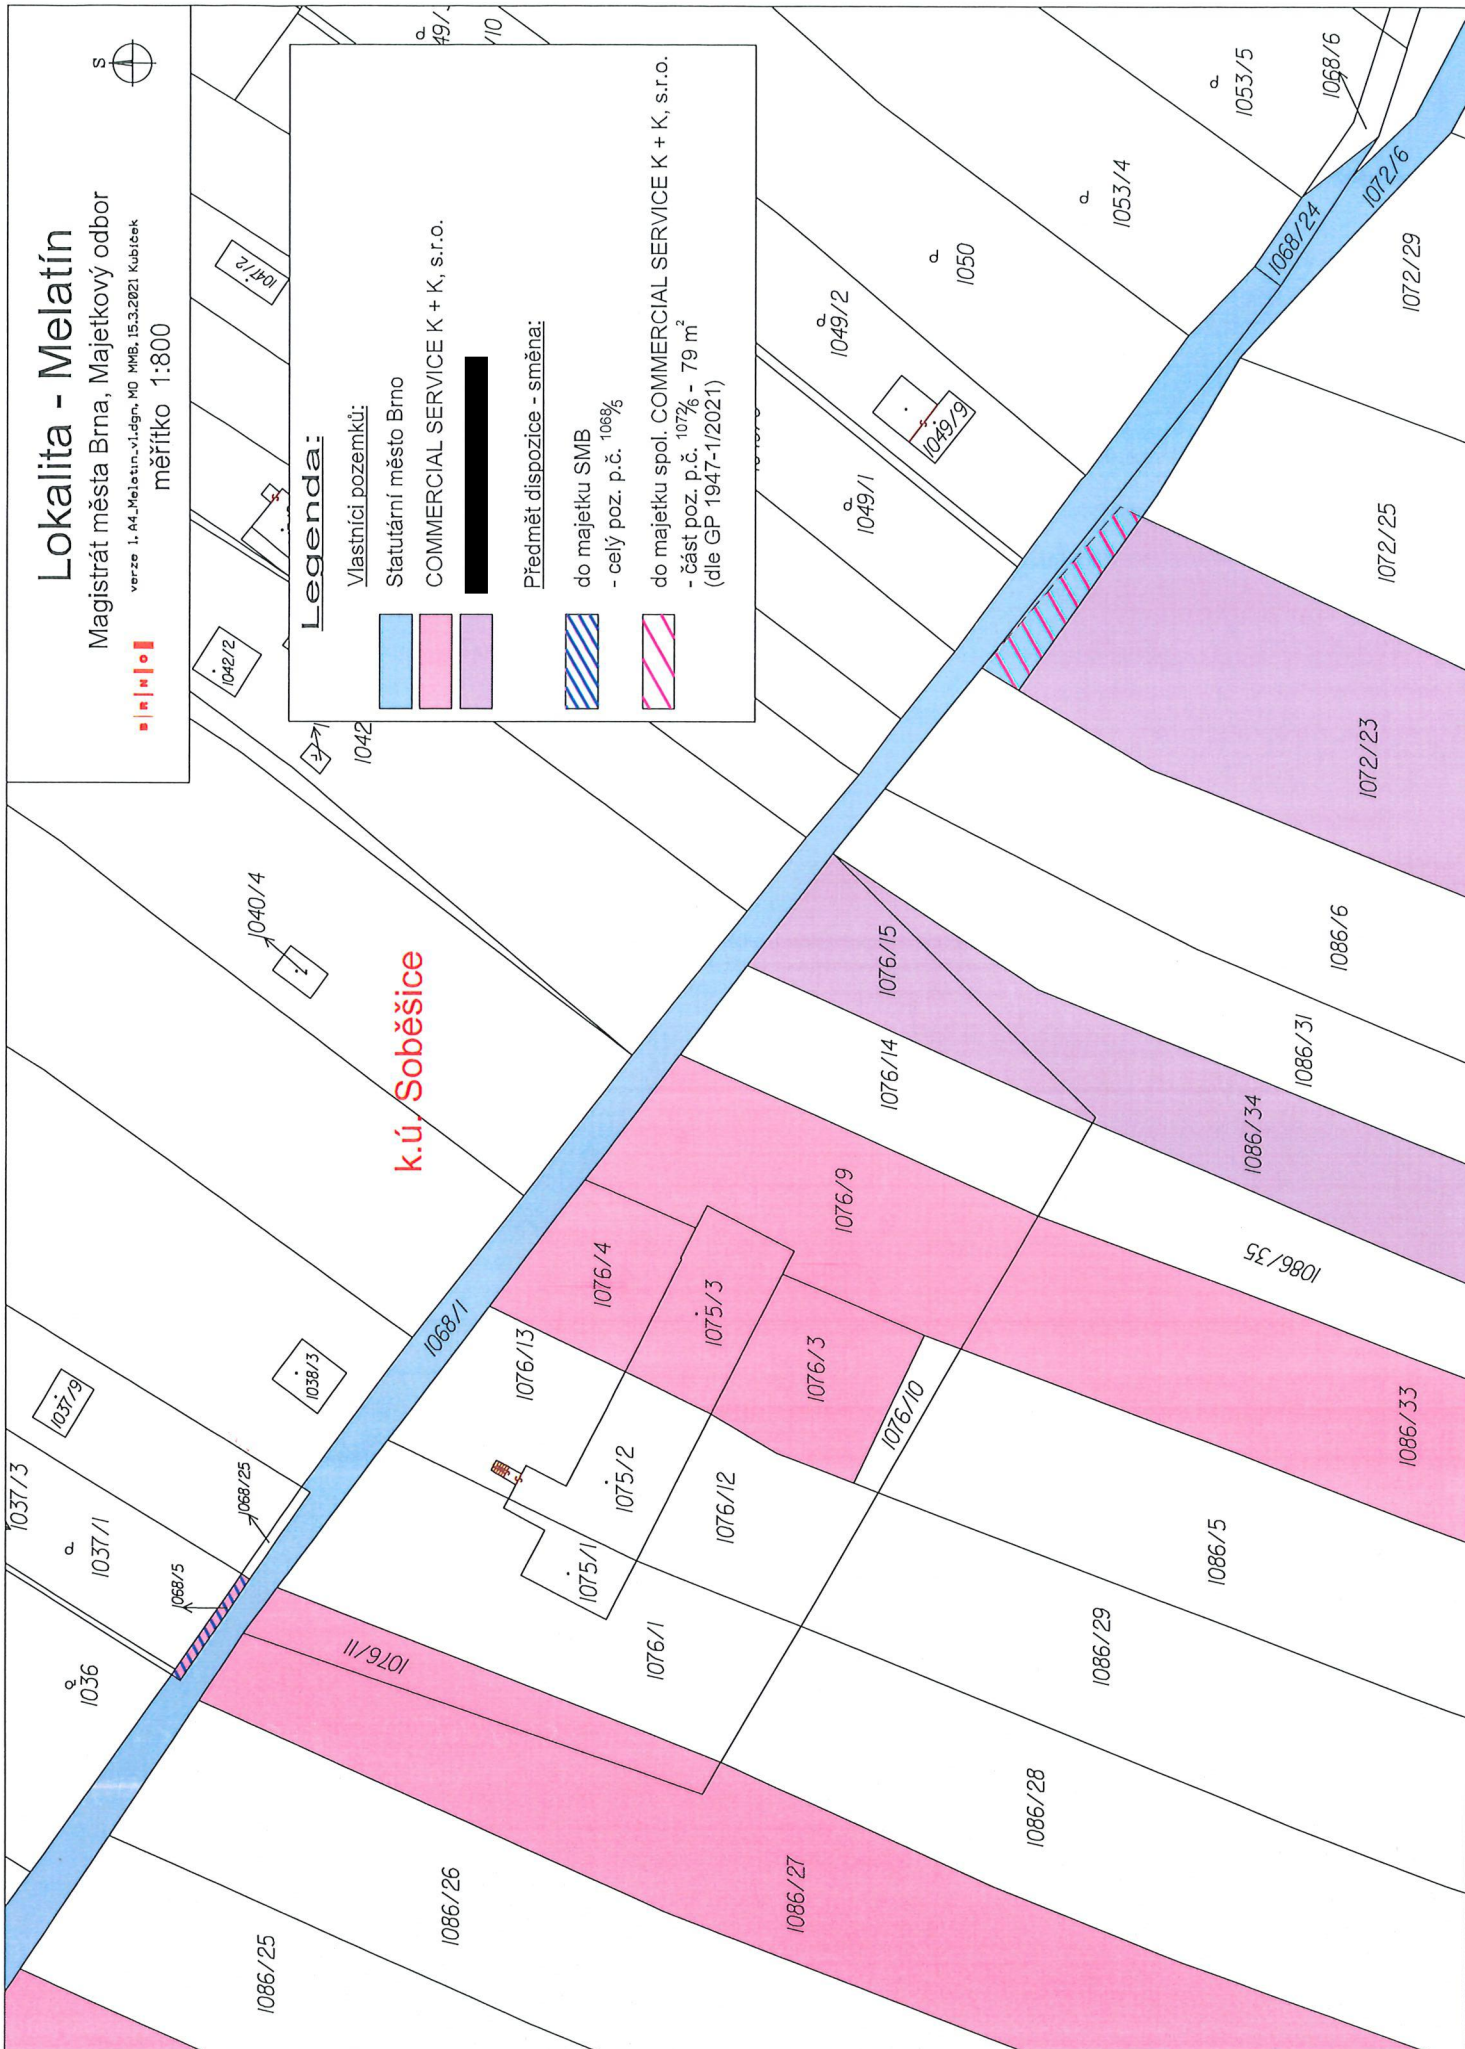 Lokalita - Melatín
Magistrát města Brna, Majetkový odbor
verze 1. A4_Melatin_v1.dgn, MO MMB, 15.3.2021 Kubíček
měřítko 1:800
B|R|N|O
S
Legenda:
Vlastníci pozemků:
Statutární město Brno
COMMERCIAL SERVICE K + K, s.r.o.
Předmět dispozice - směna:
do majetku SMB
- celý poz. p.č. 1068/5
do majetku spol. COMMERCIAL SERVICE K + K, s.r.o.
- část poz. p.č. 1072/6 - 79 m²
(dle GP 1947-1/2021)
k.ú. Soběšice
1037/3
1037/9
1037/1
1036
1068/5
1068/25
1038/3
1040/4
1042/2
1042
1047/2
/10
1049/1
1049/2
1049/9
1050
1053/4
1053/5
1068/6
1068/24
1072/6
1072/29
1072/25
1072/23
1068/1
1076/15
1076/14
1076/9
1076/4
1076/13
1075/3
1076/3
1076/10
1075/2
1075/1
1076/12
1076/1
1076/11
1086/6
1086/31
1086/34
1086/35
1086/33
1086/5
1086/29
1086/28
1086/27
1086/26
1086/25